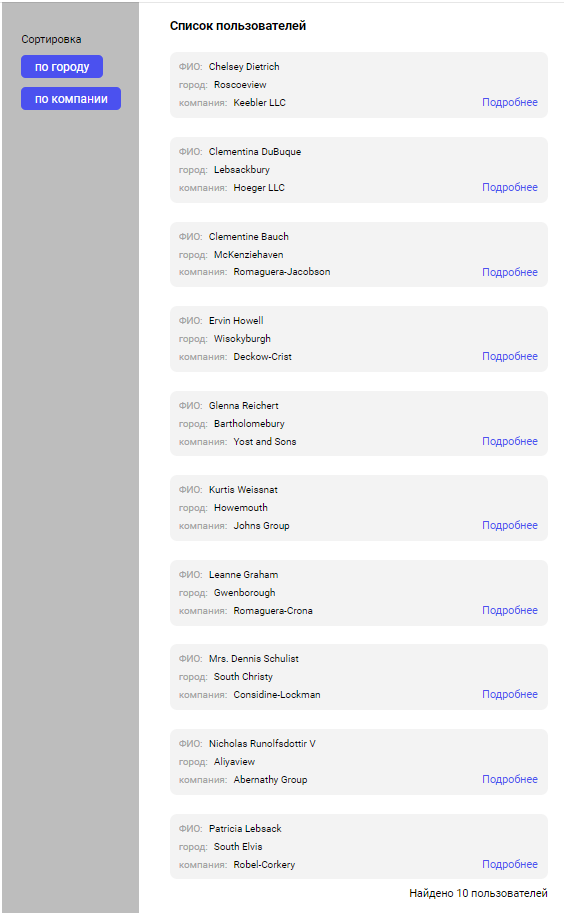 Сортировка
по городу
по компании
Список пользователей
ФИО: Chelsey Dietrich
город: Roscoeview
компания: Keebler LLC Подробнее
ФИО: Clementina DuBuque
город: Lebsackbury
компания: Hoeger LLC Подробнее
ФИО: Clementine Bauch
город: McKenziehaven
компания: Romaguera-Jacobson Подробнее
ФИО: Ervin Howell
город: Wisokyburgh
компания: Deckow-Crist Подробнее
ФИО: Glenna Reichert
город: Bartholomebury
компания: Yost and Sons Подробнее
ФИО: Kurtis Weissnat
город: Howemouth
компания: Johns Group Подробнее
ФИО: Leanne Graham
город: Gwenborough
компания: Romaguera-Crona Подробнее
ФИО: Mrs. Dennis Schulist
город: South Christy
компания: Considine-Lockman Подробнее
ФИО: Nicholas Runolfsdottir V
город: Aliyaview
компания: Abernathy Group Подробнее
ФИО: Patricia Lebsack
город: South Elvis
компания: Robel-Corkery Подробнее
Найдено 10 пользователей